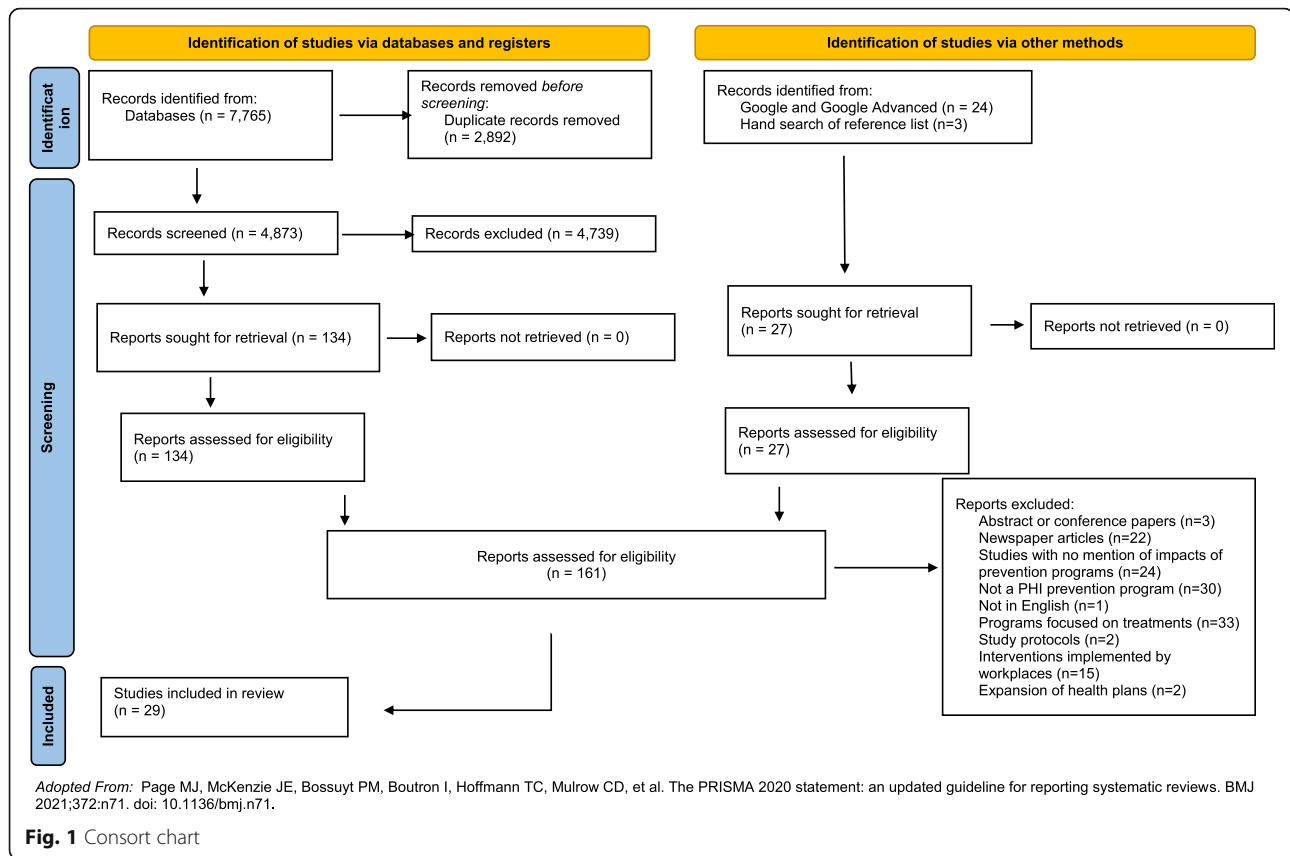 Identification of studies via databases and registers
Identification of studies via other methods
Identificat
ion
Records identified from:
Databases (n = 7,765)
Records removed before
screening:
Duplicate records removed
(n = 2,892)
Records identified from:
Google and Google Advanced (n = 24)
Hand search of reference list (n=3)
Screening
Records screened (n = 4,873)
Records excluded (n = 4,739)
Reports sought for retrieval (n = 134)
Reports not retrieved (n = 0)
Reports sought for retrieval
(n = 27)
Reports not retrieved (n = 0)
Reports assessed for eligibility
(n = 134)
Reports assessed for eligibility
(n = 27)
Reports assessed for eligibility
(n = 161)
Reports excluded:
Abstract or conference papers (n=3)
Newspaper articles (n=22)
Studies with no mention of impacts of
prevention programs (n=24)
Not a PHI prevention program (n=30)
Not in English (n=1)
Programs focused on treatments (n=33)
Study protocols (n=2)
Interventions implemented by
workplaces (n=15)
Expansion of health plans (n=2)
Included
Studies included in review
(n = 29)
Adopted From: Page MJ, McKenzie JE, Bossuyt PM, Boutron I, Hoffmann TC, Mulrow CD, et al. The PRISMA 2020 statement: an updated guideline for reporting systematic reviews. BMJ
2021;372:n71. doi: 10.1136/bmj.n71.
Fig. 1 Consort chart